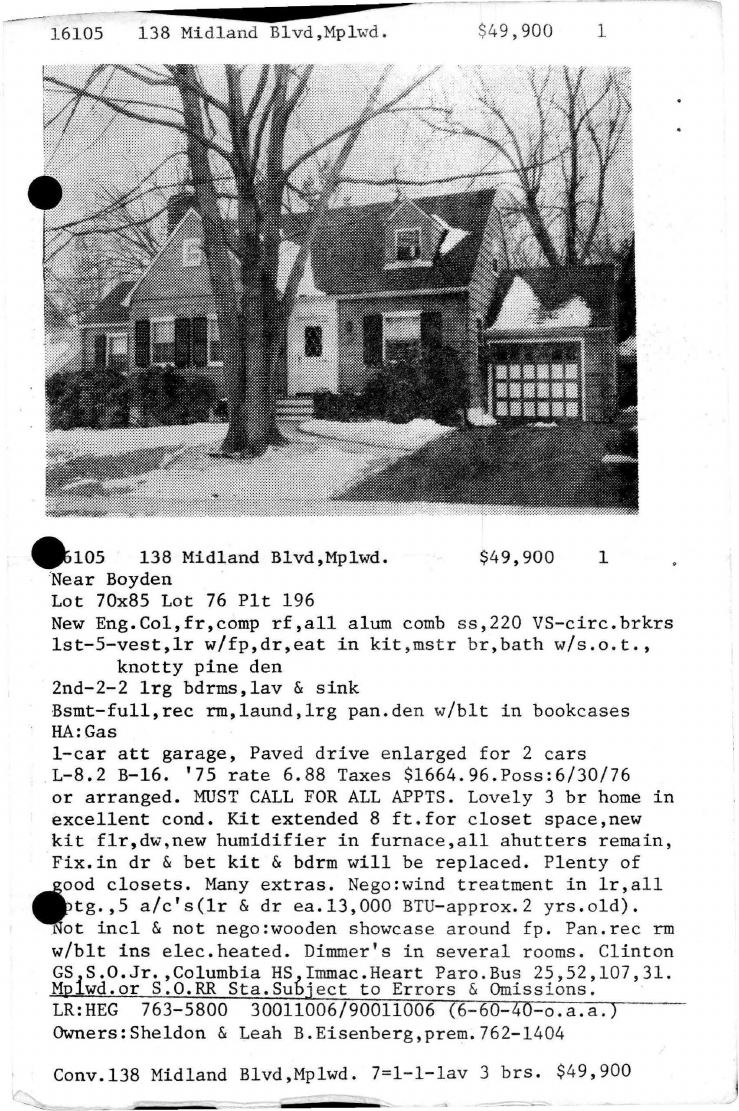 16105 138 Midland Blvd,Mplwd. $49,900 1
6105 138 Midland Blvd,Mplwd. $49,900 1
Near Boyden
Lot 70x85 Lot 76 Plt 196
New Eng.Col,fr,comp rf,all alum comb ss,220 VS-circ.brkrs
1st-5-vest,lr w/fp,dr,eat in kit,mstr br,bath w/s.o.t.,
knotty pine den
2nd-2-2 lrg bdrms,lav & sink
Bsmt-full,rec rm,laund,lrg pan.den w/blt in bookcases
HA:Gas
1-car att garage, Paved drive enlarged for 2 cars
L-8.2 B-16. '75 rate 6.88 Taxes $1664.96.Poss:6/30/76
or arranged. MUST CALL FOR ALL APPTS. Lovely 3 br home in
excellent cond. Kit extended 8 ft.for closet space,new
kit flr,dw,new humidifier in furnace,all ahutters remain,
Fix.in dr & bet kit & bdrm will be replaced. Plenty of
good closets. Many extras. Nego:wind treatment in lr,all
ptg.,5 a/c's(lr & dr ea.13,000 BTU-approx.2 yrs.old).
Not incl & not nego:wooden showcase around fp. Pan.rec rm
w/blt ins elec.heated. Dimmer's in several rooms. Clinton
GS,S.O.Jr.,Columbia HS,Immac.Heart Paro.Bus 25,52,107,31.
Mplwd.or S.O.RR Sta.Subject to Errors & Omissions.
LR:HEG 763-5800 30011006/90011006 (6-60-40-o.a.a.)
Owners:Sheldon & Leah B.Eisenberg,prem.762-1404
Conv.138 Midland Blvd,Mplwd. 7=1-1-lav 3 brs. $49,900